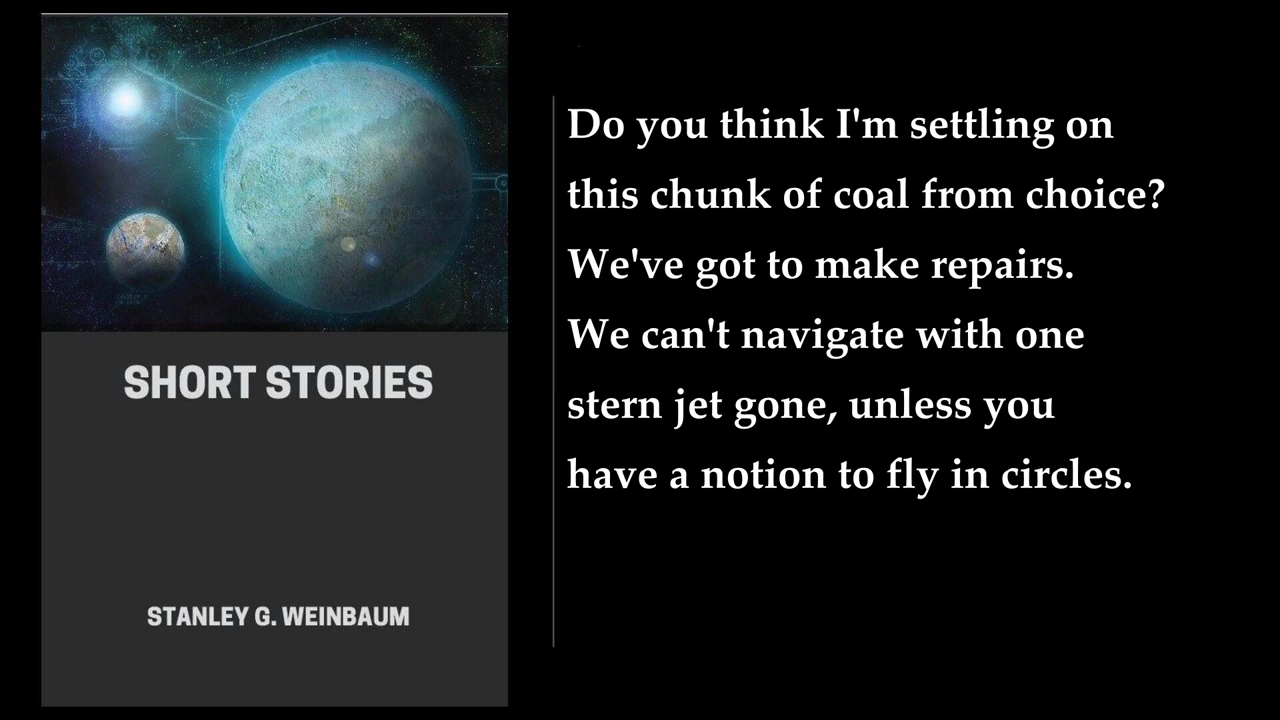 SHORT STORIES
STANLEY G. WEINBAUM
Do you think I'm settling on
this chunk of coal from choice?
We've got to make repairs.
We can't navigate with one
stern jet gone, unless you
have a notion to fly in circles.